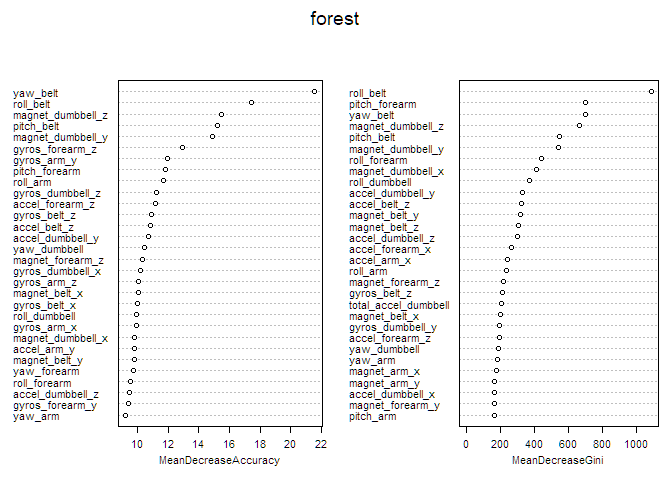 forest
yaw_belt
roll_belt
magnet_dumbbell_z
pitch_belt
magnet_dumbbell_y
gyros_forearm_z
gyros_arm_y
pitch_forearm
roll_arm
gyros_dumbbell_z
accel_forearm_z
gyros_belt_z
accel_belt_z
accel_dumbbell_y
yaw_dumbbell
magnet_forearm_z
gyros_dumbbell_x
gyros_arm_z
magnet_belt_x
gyros_belt_x
roll_dumbbell
gyros_arm_x
magnet_dumbbell_x
accel_arm_y
magnet_belt_y
yaw_forearm
roll_forearm
accel_dumbbell_z
gyros_forearm_y
yaw_arm
10 12 14 16 18 20 22
MeanDecreaseAccuracy
roll_belt
pitch_forearm
yaw_belt
magnet_dumbbell_z
pitch_belt
magnet_dumbbell_y
roll_forearm
magnet_dumbbell_x
roll_dumbbell
accel_dumbbell_y
accel_belt_z
magnet_belt_y
magnet_belt_z
accel_dumbbell_z
accel_forearm_x
accel_arm_x
roll_arm
magnet_forearm_z
gyros_belt_z
total_accel_dumbbell
magnet_belt_x
gyros_dumbbell_y
accel_forearm_z
yaw_dumbbell
yaw_arm
magnet_arm_x
magnet_arm_y
accel_dumbbell_x
magnet_forearm_y
pitch_arm
0 200 400 600 800 1000
MeanDecreaseGini